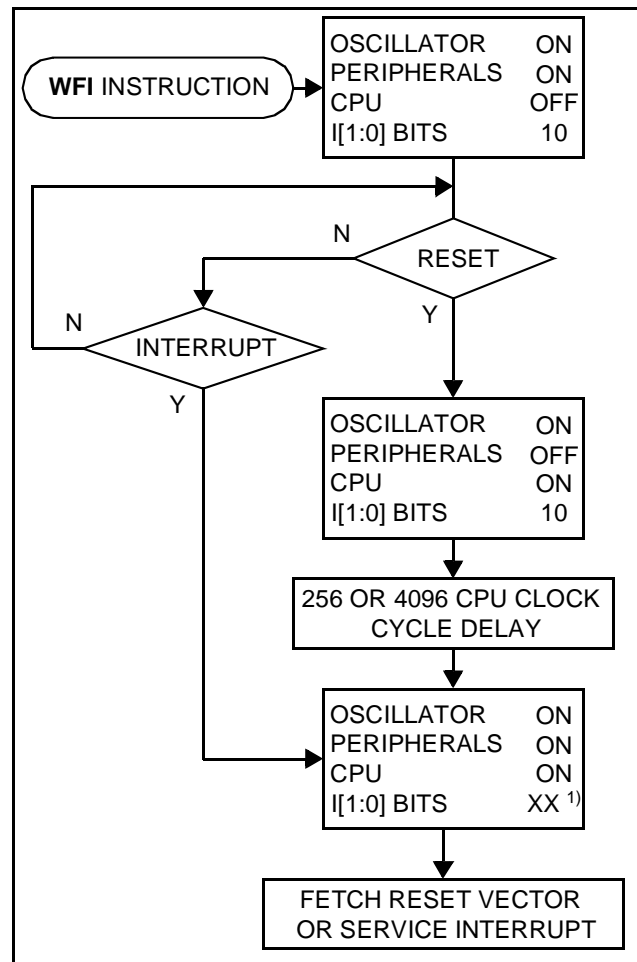 WFI INSTRUCTION
OSCILLATOR ON
PERIPHERALS ON
CPU OFF
I[1:0] BITS 10
N
RESET
Y
N
INTERRUPT
Y
OSCILLATOR ON
PERIPHERALS OFF
CPU ON
I[1:0] BITS 10
256 OR 4096 CPU CLOCK
CYCLE DELAY
OSCILLATOR ON
PERIPHERALS ON
CPU ON
I[1:0] BITS XX 1)
FETCH RESET VECTOR
OR SERVICE INTERRUPT